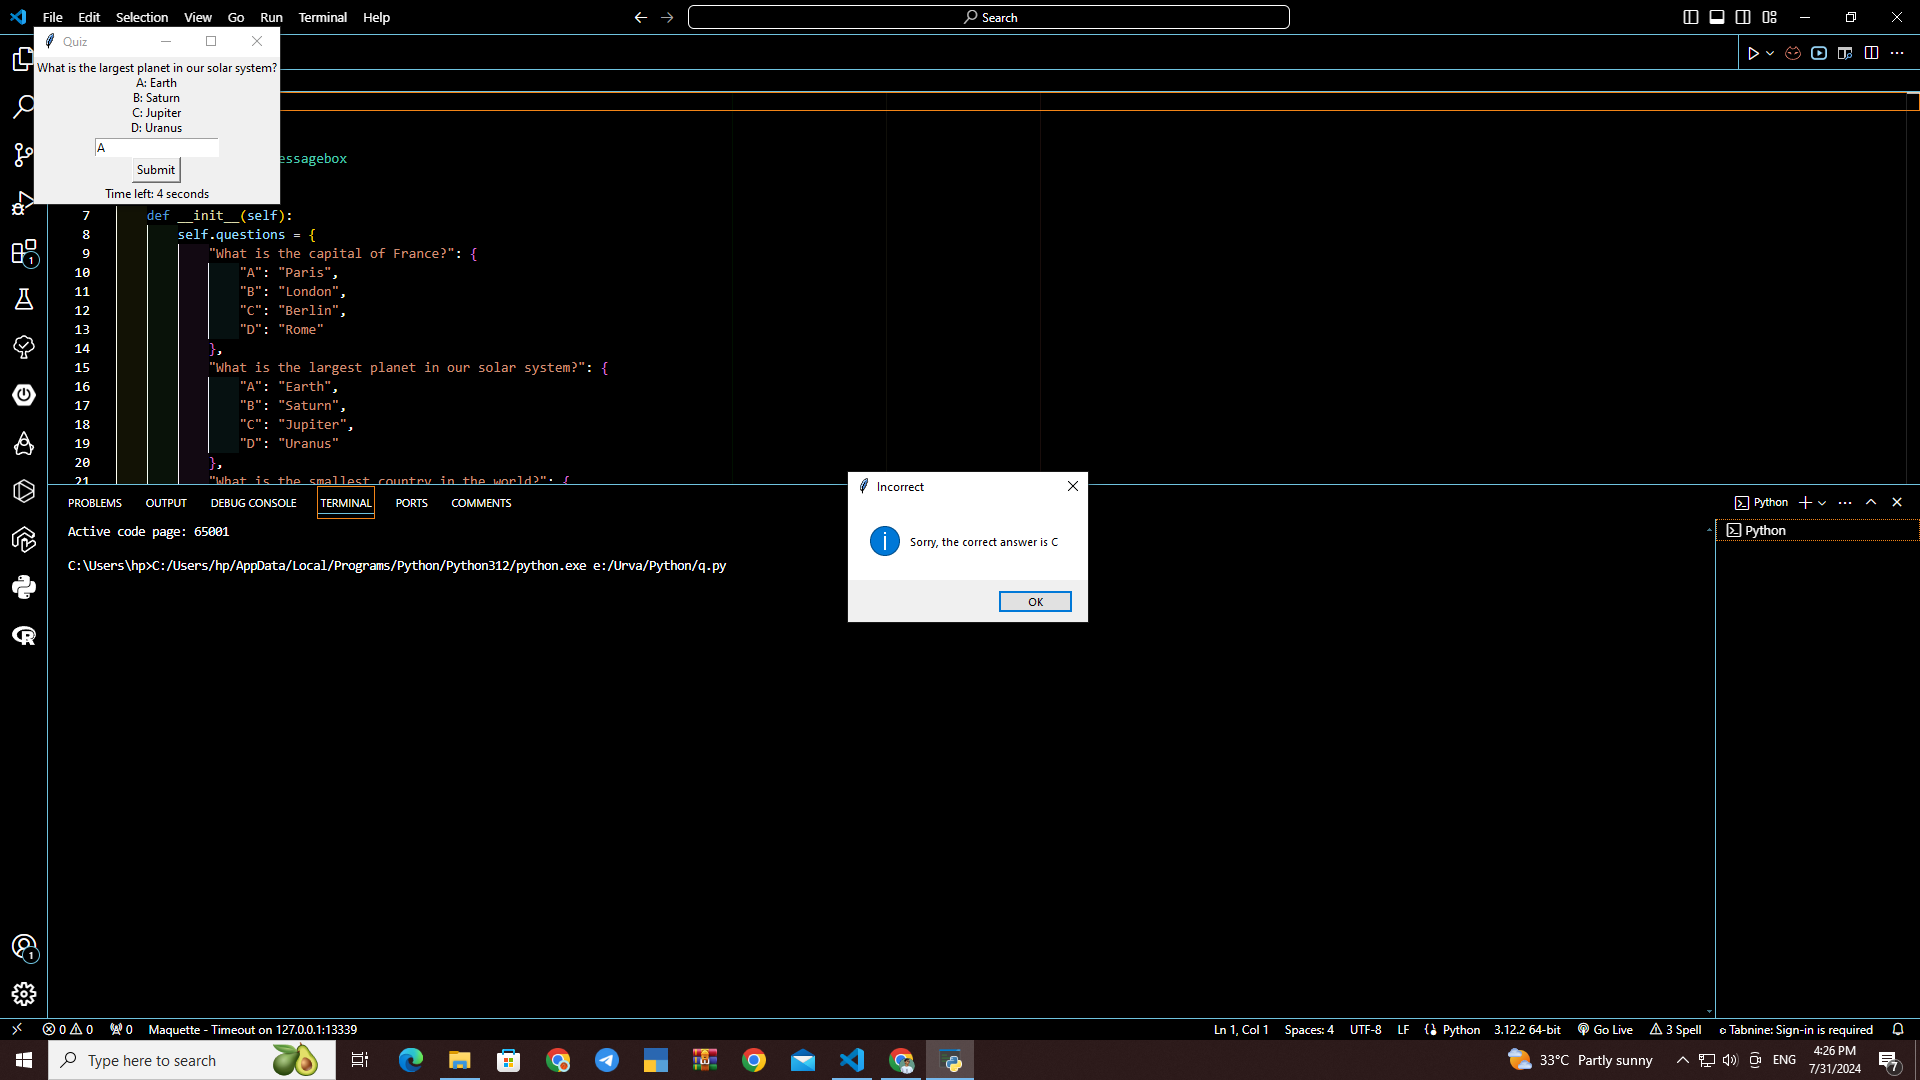 File Edit Selection View Go Run Terminal Help
Search
Quiz
What is the largest planet in our solar system?
A: Earth
B: Saturn
C: Jupiter
D: Uranus
A
Submit
Time left: 4 seconds
essagebox
7 def __init__(self):
8 self.questions = {
9 "What is the capital of France?": {
10 "A": "Paris",
11 "B": "London",
12 "C": "Berlin",
13 "D": "Rome"
14 },
15 "What is the largest planet in our solar system?": {
16 "A": "Earth",
17 "B": "Saturn",
18 "C": "Jupiter",
19 "D": "Uranus"
20 },
21 "What is the smallest country in the world?": {
PROBLEMS OUTPUT DEBUG CONSOLE TERMINAL PORTS COMMENTS
Python
Active code page: 65001
C:\Users\hp>C:/Users/hp/AppData/Local/Programs/Python/Python312/python.exe e:/Urva/Python/q.py
Python
Incorrect
Sorry, the correct answer is C
OK
1
1
0 0 0 Maquette - Timeout on 127.0.0.1:13339
Ln 1, Col 1 Spaces: 4 UTF-8 LF Python 3.12.2 64-bit Go Live 3 Spell Tabnine: Sign-in is required
Type here to search
33°C Partly sunny
ENG
4:26 PM
7/31/2024
7